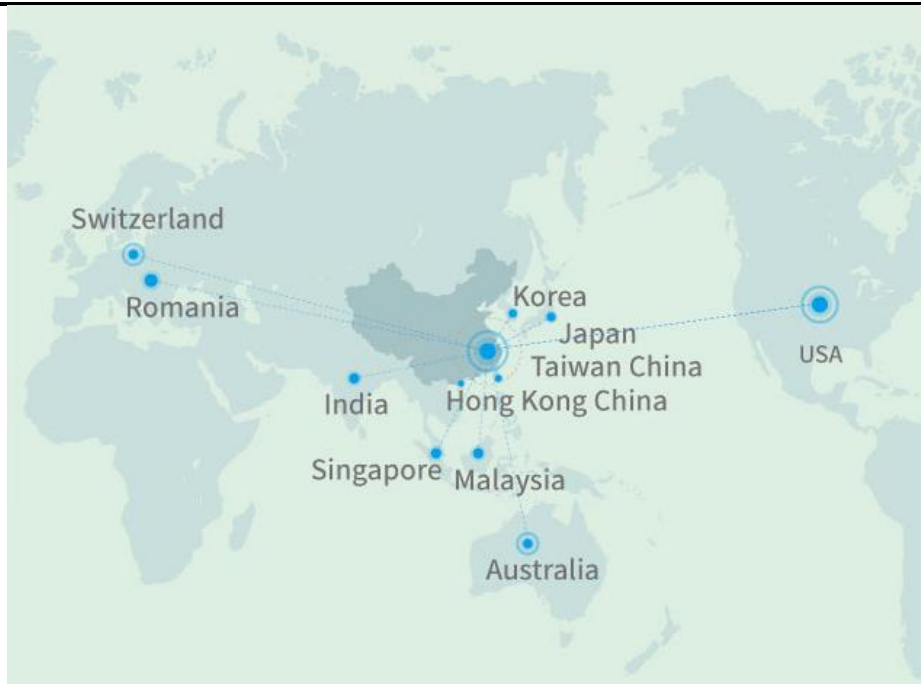 Switzerland
Romania
Korea
Japan
Taiwan China
USA
India
Hong Kong China
Singapore
Malaysia
Australia